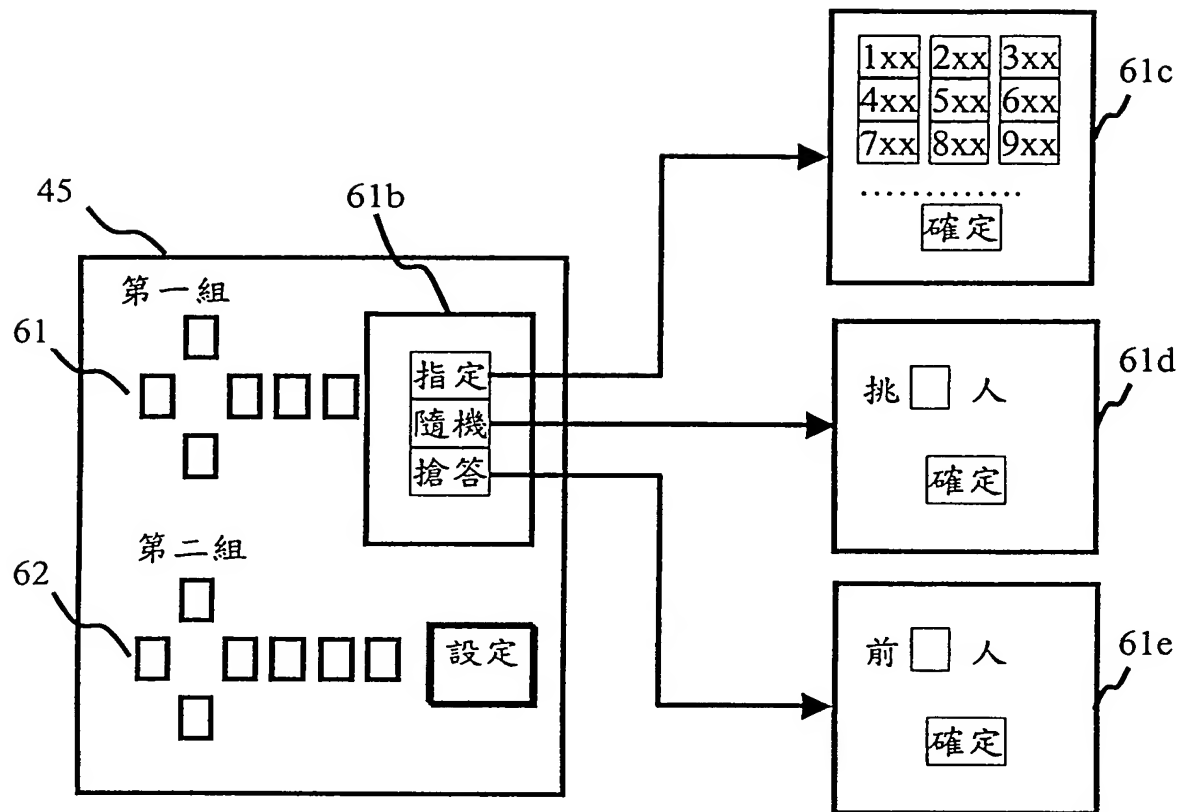 45
第一組
61
61b
指定
隨機
搶答
第二組
62
設定
1xx 2xx 3xx
4xx 5xx 6xx
7xx 8xx 9xx
..............
確定
61c
挑 人
確定
61d
前 人
確定
61e